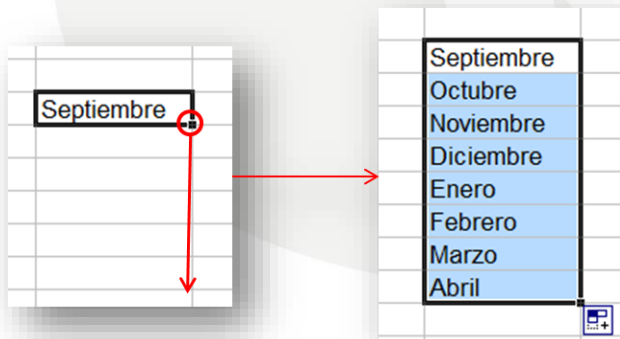 Septiembre
Septiembre
Octubre
Noviembre
Diciembre
Enero
Febrero
Marzo
Abril